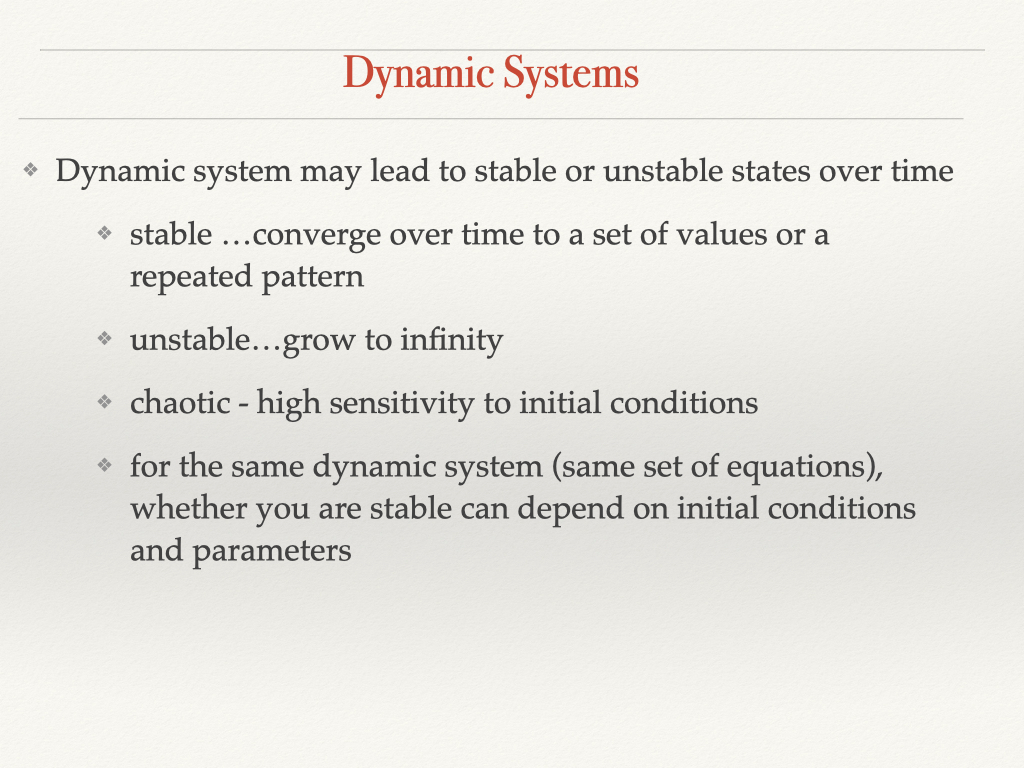 Dynamic Systems
❖ Dynamic system may lead to stable or unstable states over time
❖ stable …converge over time to a set of values or a
repeated pattern
❖ unstable…grow to infinity
❖ chaotic - high sensitivity to initial conditions
❖ for the same dynamic system (same set of equations),
whether you are stable can depend on initial conditions
and parameters